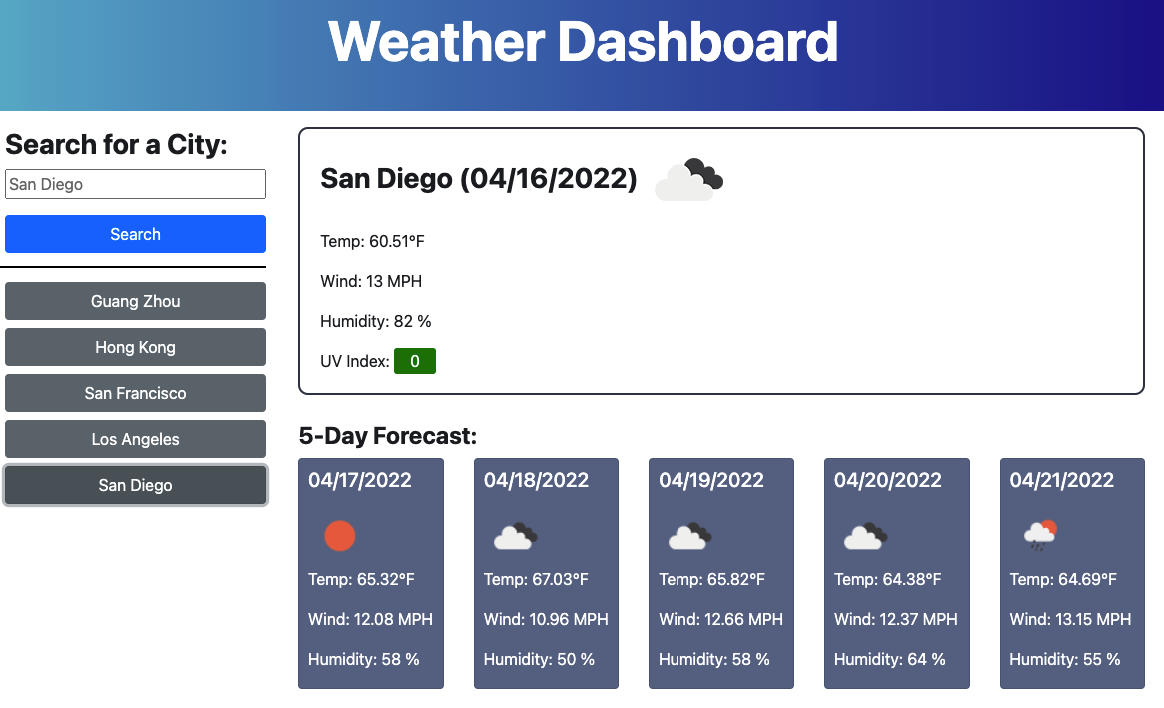 Weather Dashboard
Search for a City:
San Diego
Search
Guang Zhou
Hong Kong
San Francisco
Los Angeles
San Diego
San Diego (04/16/2022)
Temp: 60.51°F
Wind: 13 MPH
Humidity: 82 %
UV Index: 0
5-Day Forecast:
04/17/2022
Temp: 65.32°F
Wind: 12.08 MPH
Humidity: 58 %
04/18/2022
Temp: 67.03°F
Wind: 10.96 MPH
Humidity: 50 %
04/19/2022
Temp: 65.82°F
Wind: 12.66 MPH
Humidity: 58 %
04/20/2022
Temp: 64.38°F
Wind: 12.37 MPH
Humidity: 64 %
04/21/2022
Temp: 64.69°F
Wind: 13.15 MPH
Humidity: 55 %